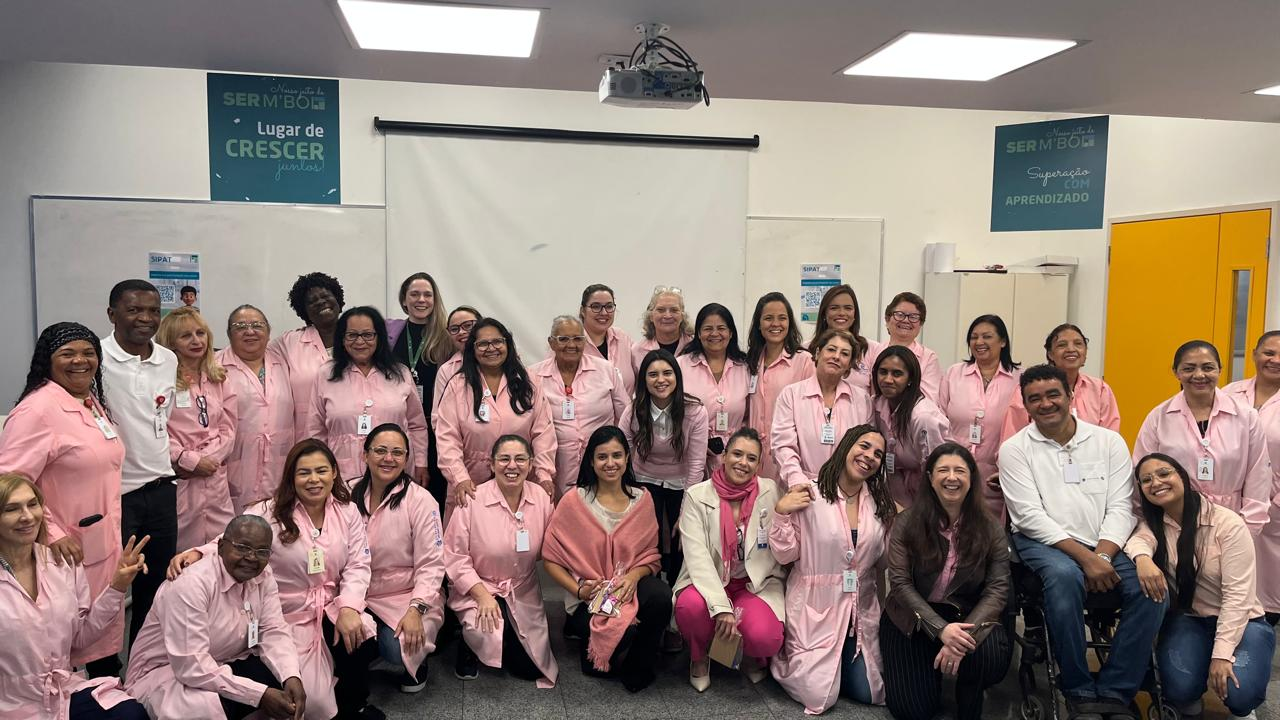 Nosso jeito de
SER M'BOI
Lugar de
CRESCER
juntos!
Nosso jeito de
SER M'BOI
Superação
COM
APRENDIZADO
SIPAT
SIPAT